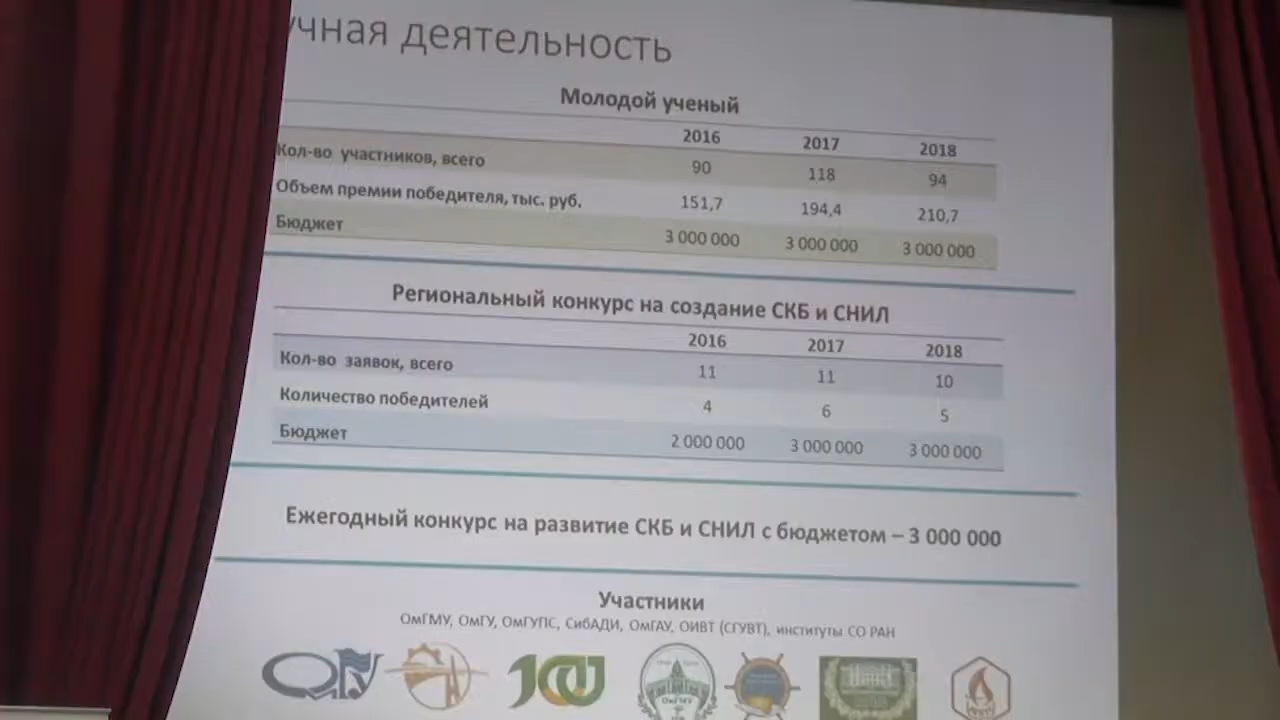 учная деятельность
Молодой ученый
2016 2017 2018
Кол-во участников, всего 90 118 94
Объем премии победителя, тыс. руб. 151,7 194,4 210,7
Бюджет 3 000 000 3 000 000 3 000 000
Региональный конкурс на создание СКБ и СНИЛ
2016 2017 2018
Кол-во заявок, всего 11 11 10
Количество победителей 4 6 5
Бюджет 2 000 000 3 000 000 3 000 000
Ежегодный конкурс на развитие СКБ и СНИЛ с бюджетом – 3 000 000
Участники
ОмГМУ, ОмГУ, ОмГУПС, СибАДИ, ОмГАУ, ОИВТ (СГУВТ), институты СО РАН
ОмГМУ